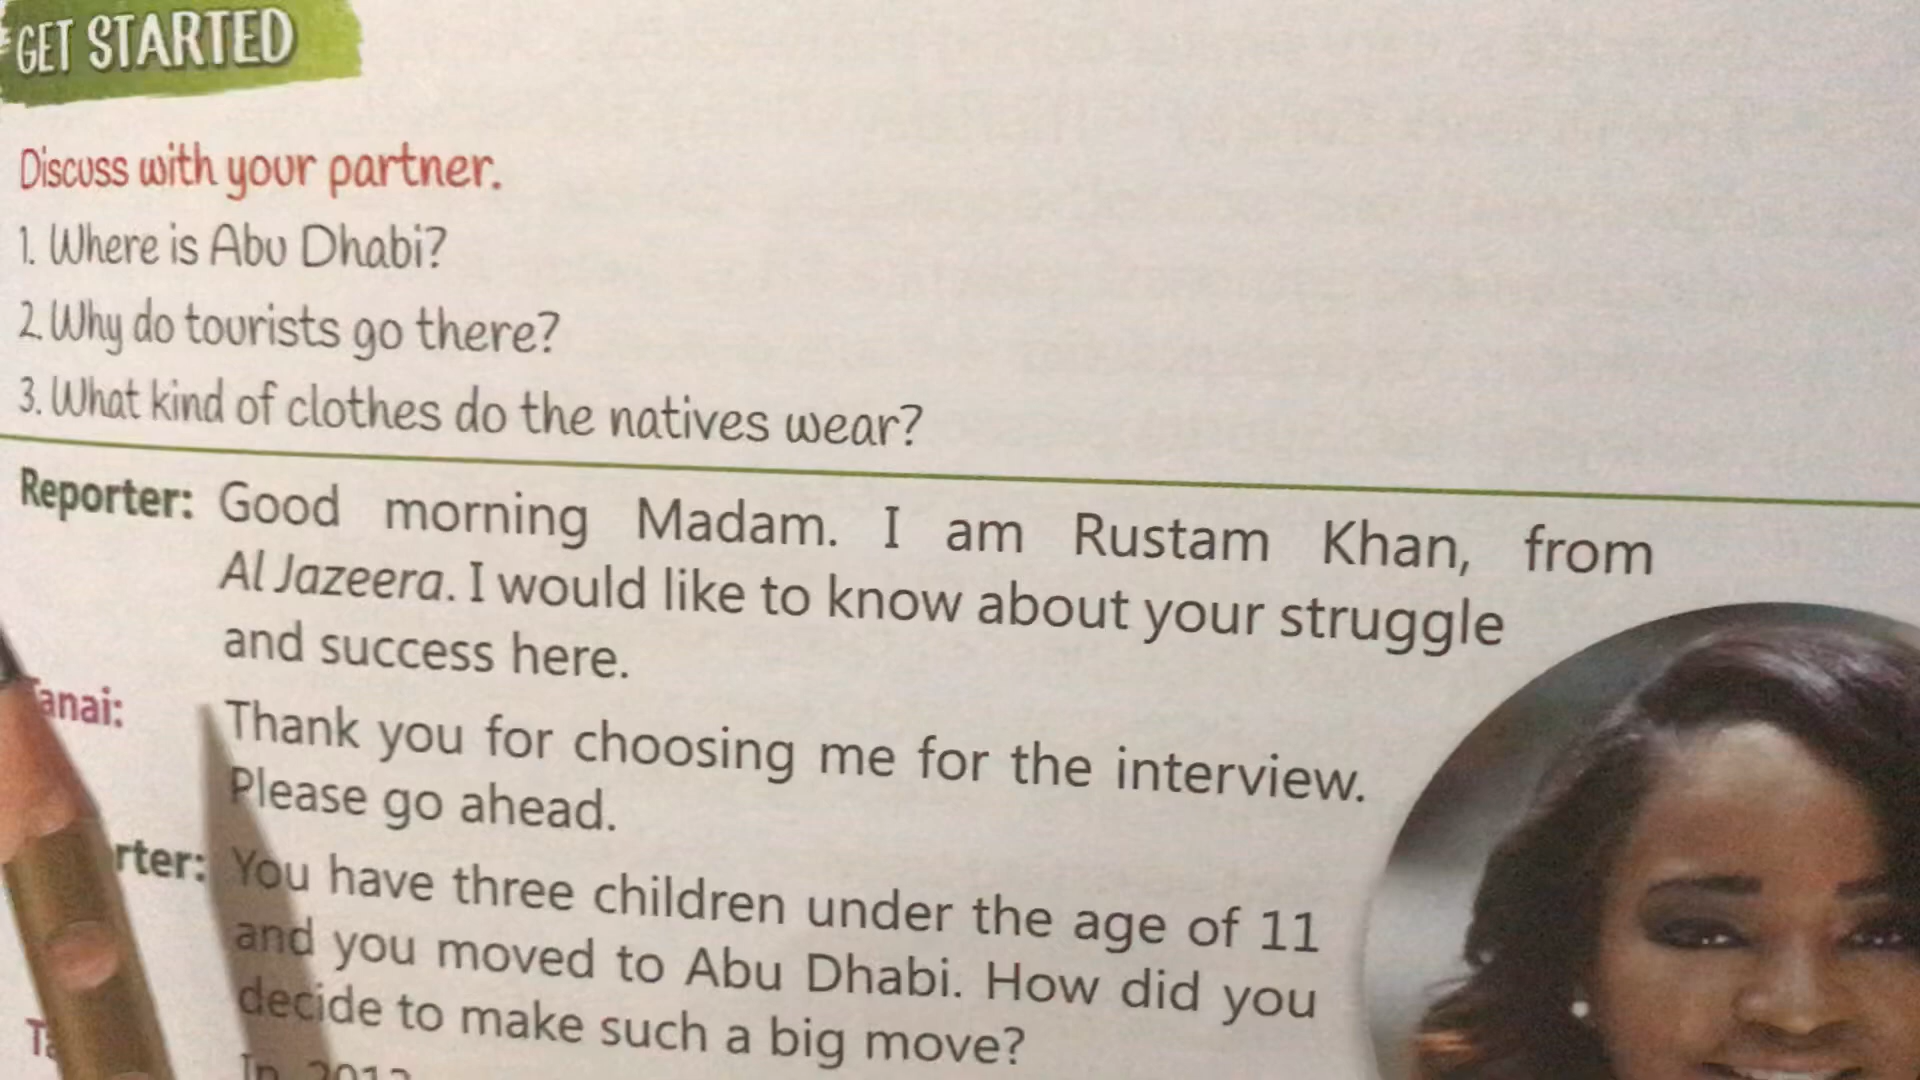 GET STARTED
Discuss with your partner.
1. Where is Abu Dhabi?
2. Why do tourists go there?
3. What kind of clothes do the natives wear?
Reporter: Good morning Madam. I am Rustam Khan, from
Al Jazeera. I would like to know about your struggle
and success here.
anai: Thank you for choosing me for the interview.
Please go ahead.
rter: You have three children under the age of 11
and you moved to Abu Dhabi. How did you
decide to make such a big move?
In